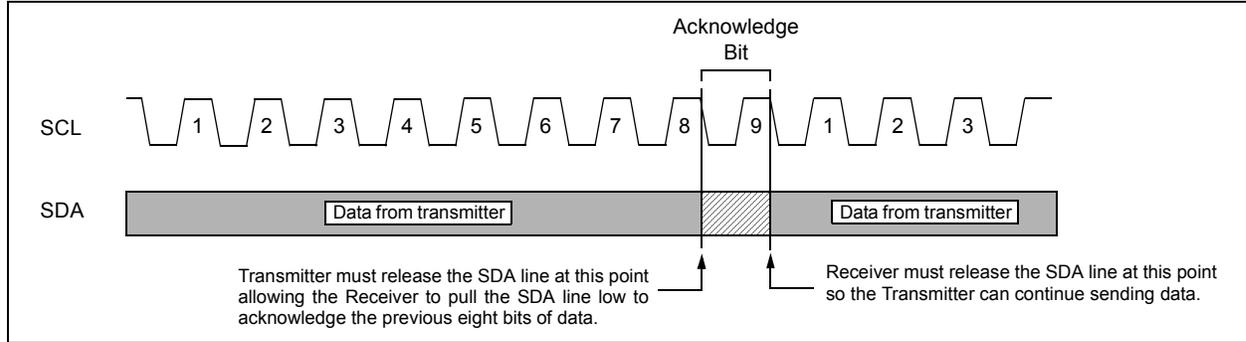 Acknowledge
Bit
SCL
1 2 3 4 5 6 7 8 9 1 2 3
SDA
Data from transmitter
Data from transmitter
Transmitter must release the SDA line at this point
allowing the Receiver to pull the SDA line low to
acknowledge the previous eight bits of data.
Receiver must release the SDA line at this point
so the Transmitter can continue sending data.